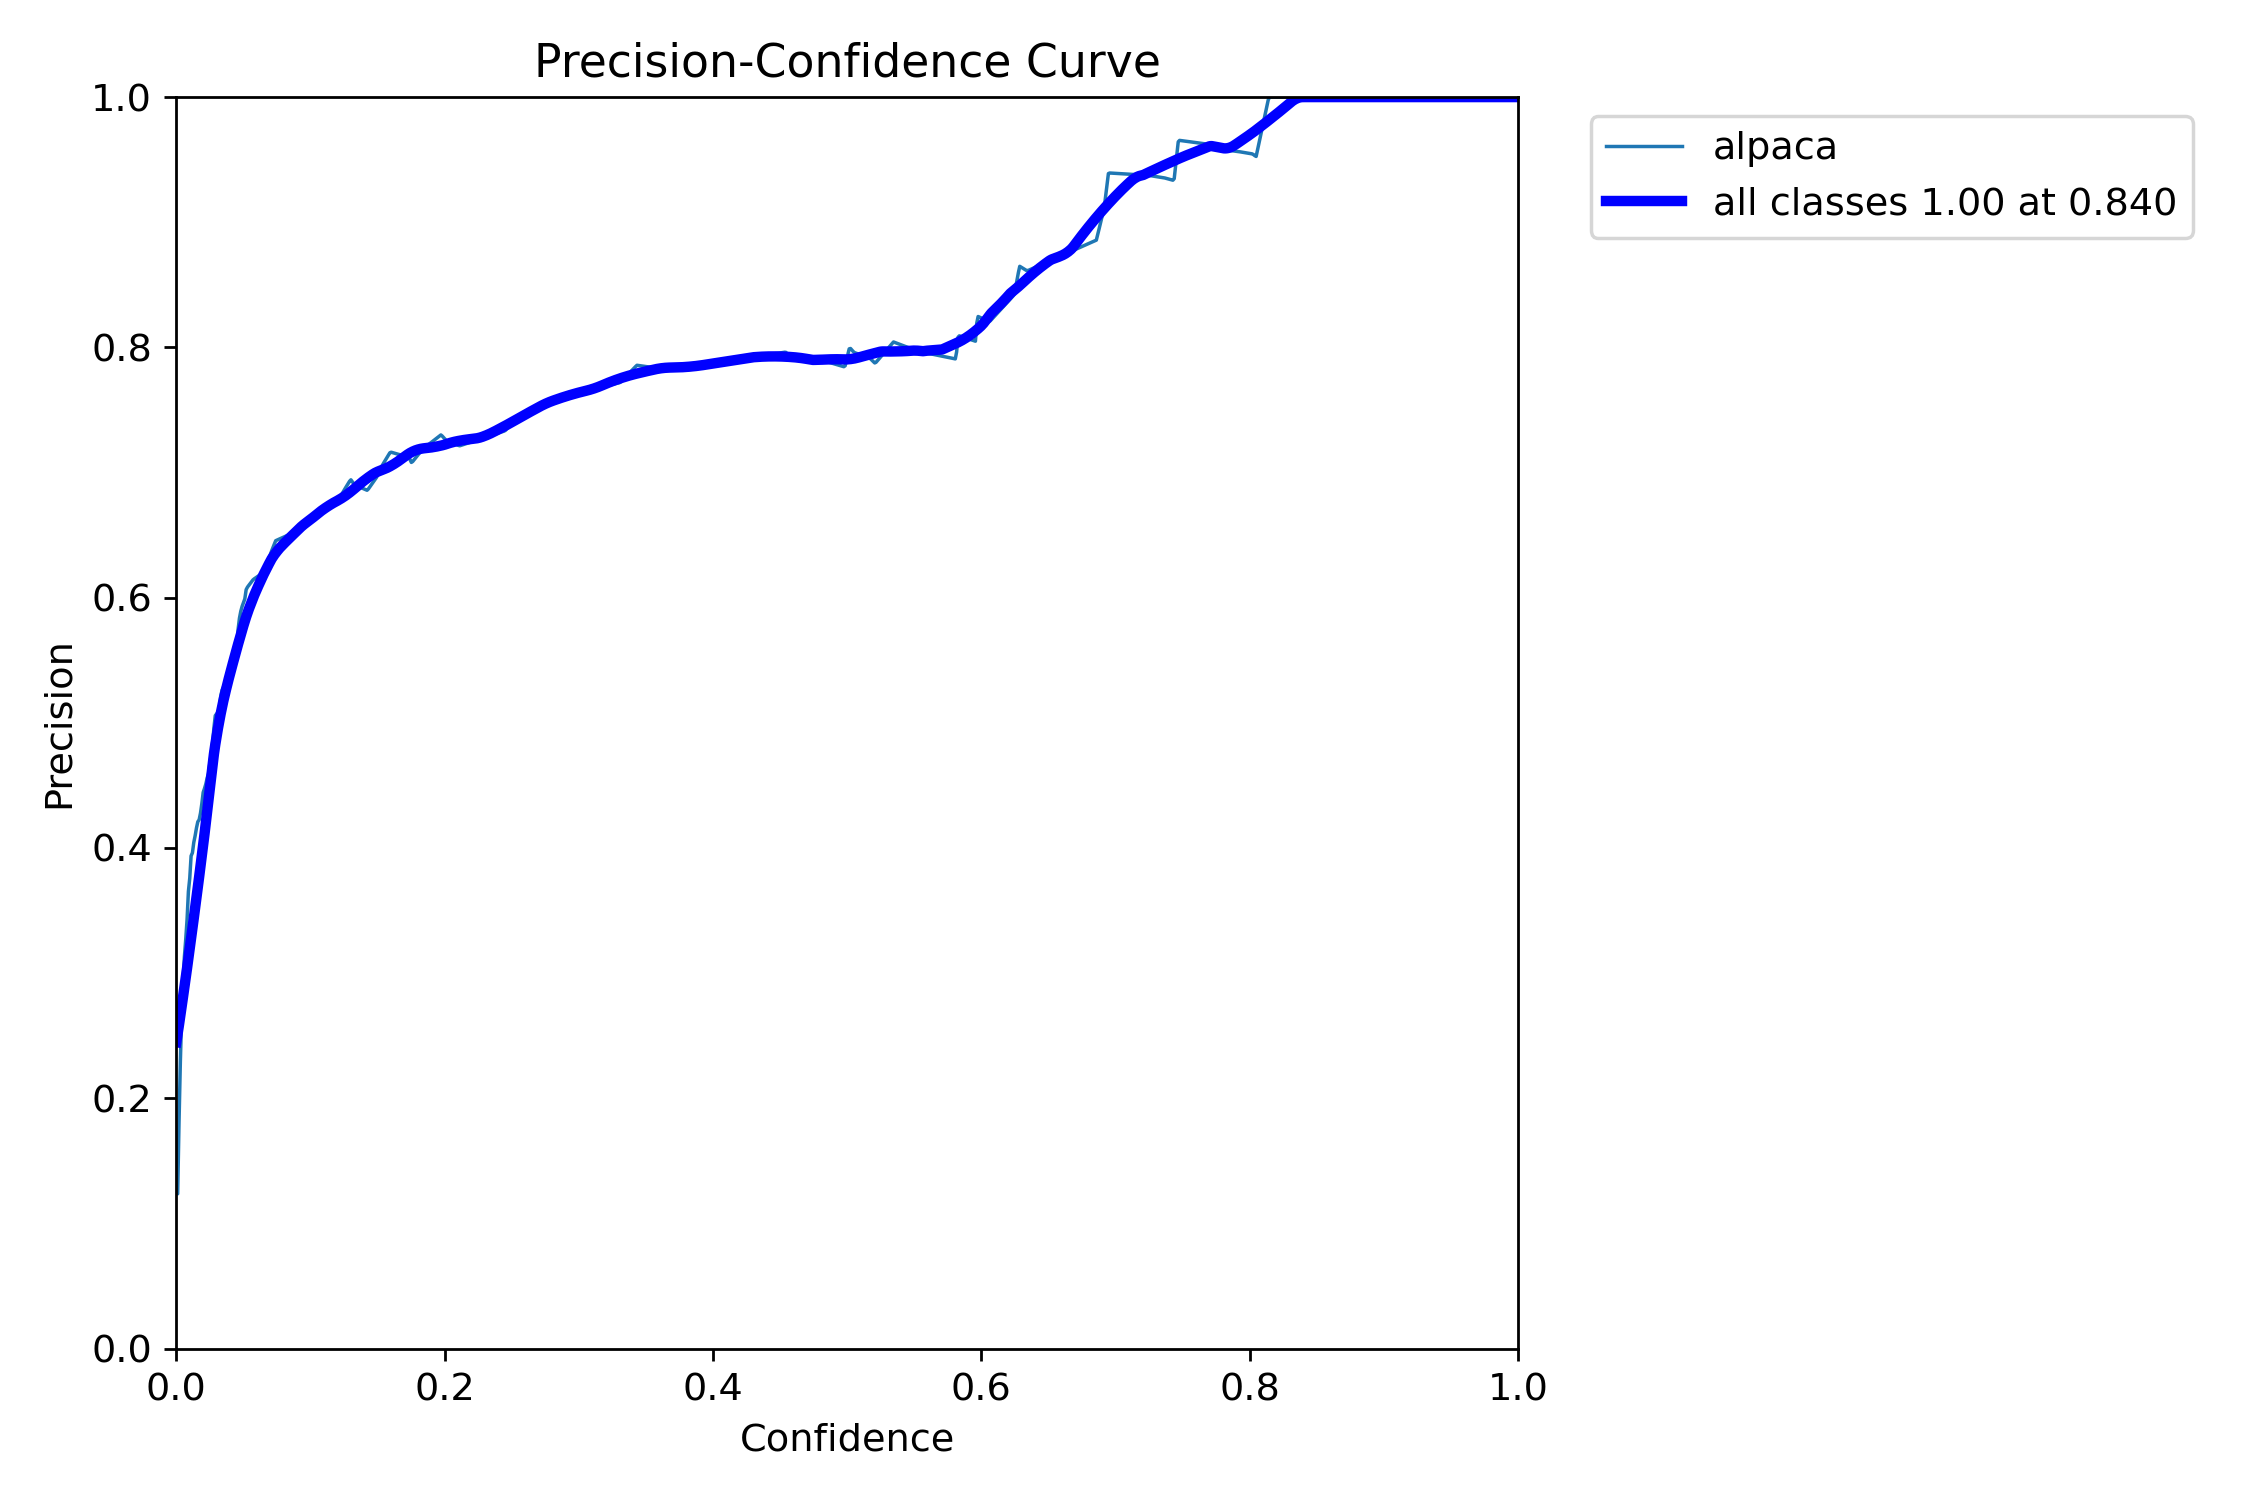 Precision-Confidence Curve
alpaca
all classes 1.00 at 0.840
1.0
0.8
0.6
0.4
0.2
0.0
Precision
0.0 0.2 0.4 0.6 0.8 1.0
Confidence